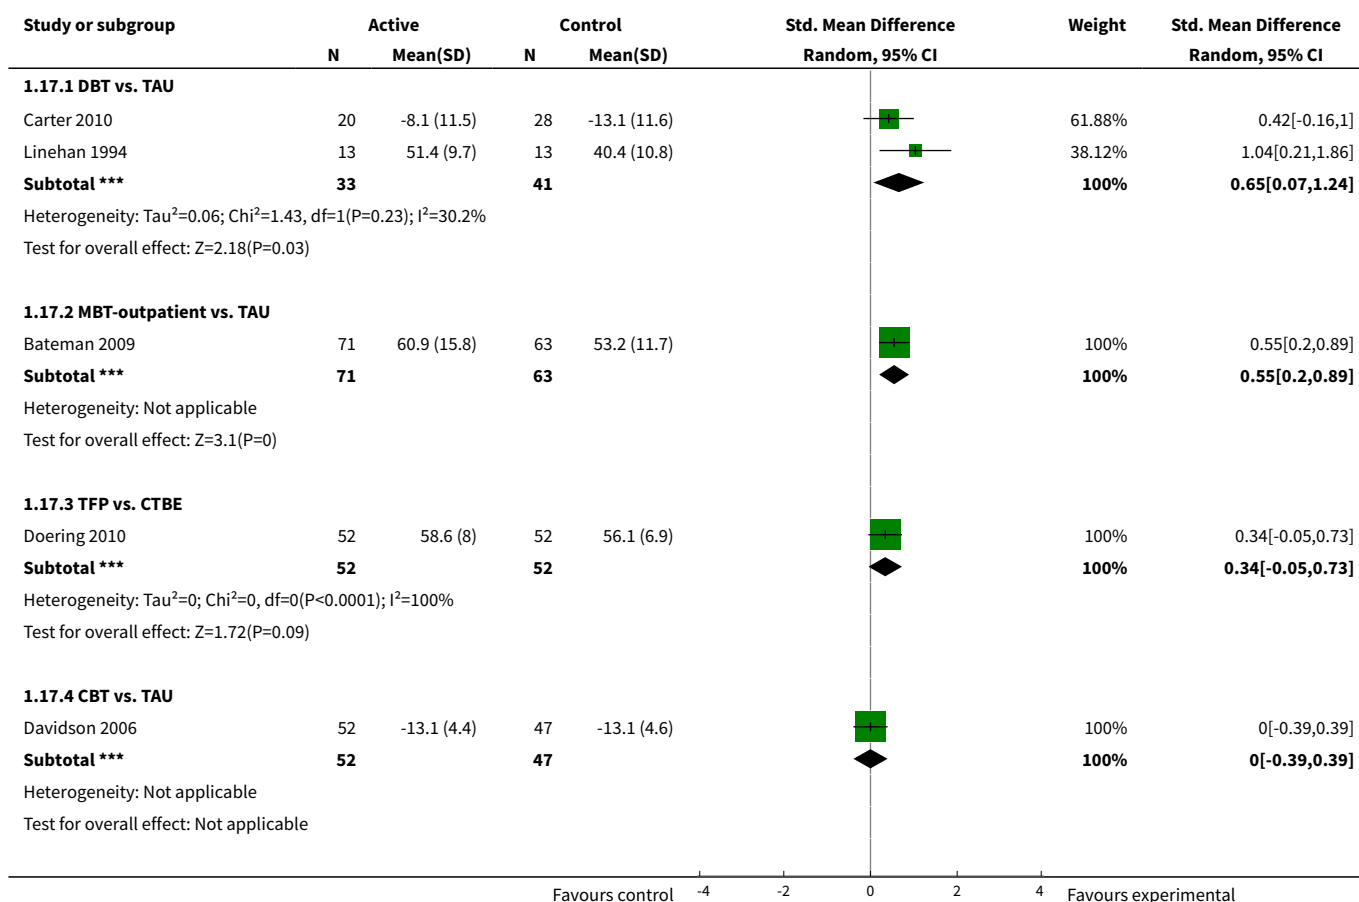 Study or subgroup Active Control Std. Mean Difference Weight Std. Mean Difference
N Mean(SD) N Mean(SD) Random, 95% CI Random, 95% CI
1.17.1 DBT vs. TAU
Carter 2010 20 -8.1 (11.5) 28 -13.1 (11.6) 61.88% 0.42[-0.16,1]
Linehan 1994 13 51.4 (9.7) 13 40.4 (10.8) 38.12% 1.04[0.21,1.86]
Subtotal *** 33 41 100% 0.65[0.07,1.24]
Heterogeneity: Tau²=0.06; Chi²=1.43, df=1(P=0.23); I²=30.2%
Test for overall effect: Z=2.18(P=0.03)
1.17.2 MBT-outpatient vs. TAU
Bateman 2009 71 60.9 (15.8) 63 53.2 (11.7) 100% 0.55[0.2,0.89]
Subtotal *** 71 63 100% 0.55[0.2,0.89]
Heterogeneity: Not applicable
Test for overall effect: Z=3.1(P=0)
1.17.3 TFP vs. CTBE
Doering 2010 52 58.6 (8) 52 56.1 (6.9) 100% 0.34[-0.05,0.73]
Subtotal *** 52 52 100% 0.34[-0.05,0.73]
Heterogeneity: Tau²=0; Chi²=0, df=0(P<0.0001); I²=100%
Test for overall effect: Z=1.72(P=0.09)
1.17.4 CBT vs. TAU
Davidson 2006 52 -13.1 (4.4) 47 -13.1 (4.6) 100% 0[-0.39,0.39]
Subtotal *** 52 47 100% 0[-0.39,0.39]
Heterogeneity: Not applicable
Test for overall effect: Not applicable
Favours control -4 -2 0 2 4 Favours experimental